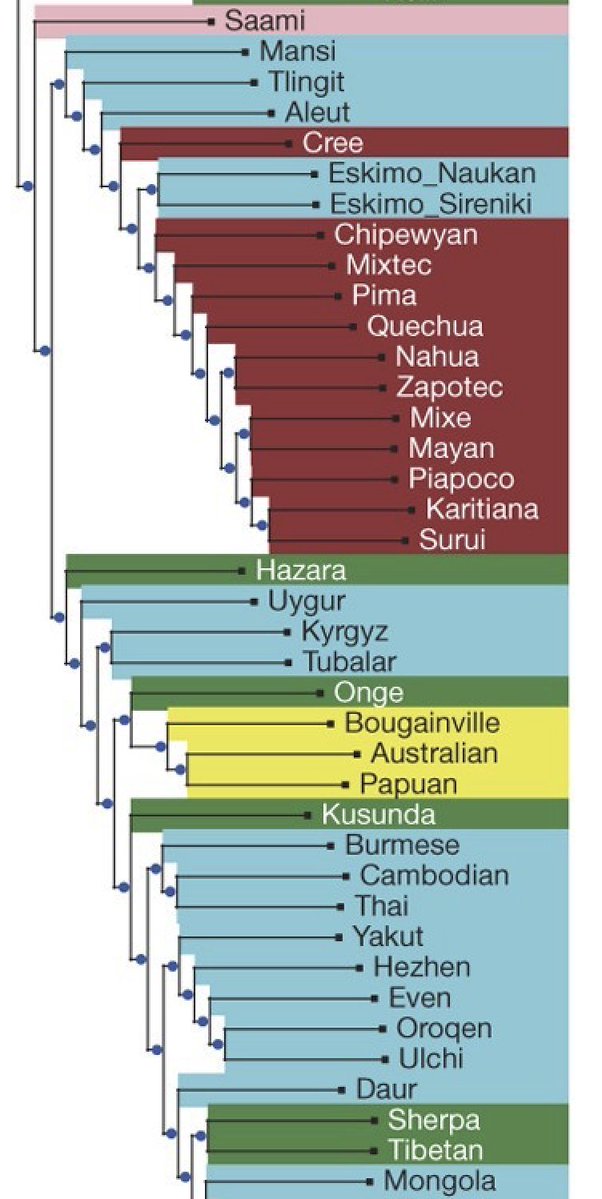 Saami
Mansi
Tlingit
Aleut
Cree
Eskimo_Naukan
Eskimo_Sireniki
Chipewyan
Mixtec
Pima
Quechua
Nahua
Zapotec
Mixe
Mayan
Piapoco
Karitiana
Surui
Hazara
Uygur
Kyrgyz
Tubalar
Onge
Bougainville
Australian
Papuan
Kusunda
Burmese
Cambodian
Thai
Yakut
Hezhen
Even
Oroqen
Ulchi
Daur
Sherpa
Tibetan
Mongola